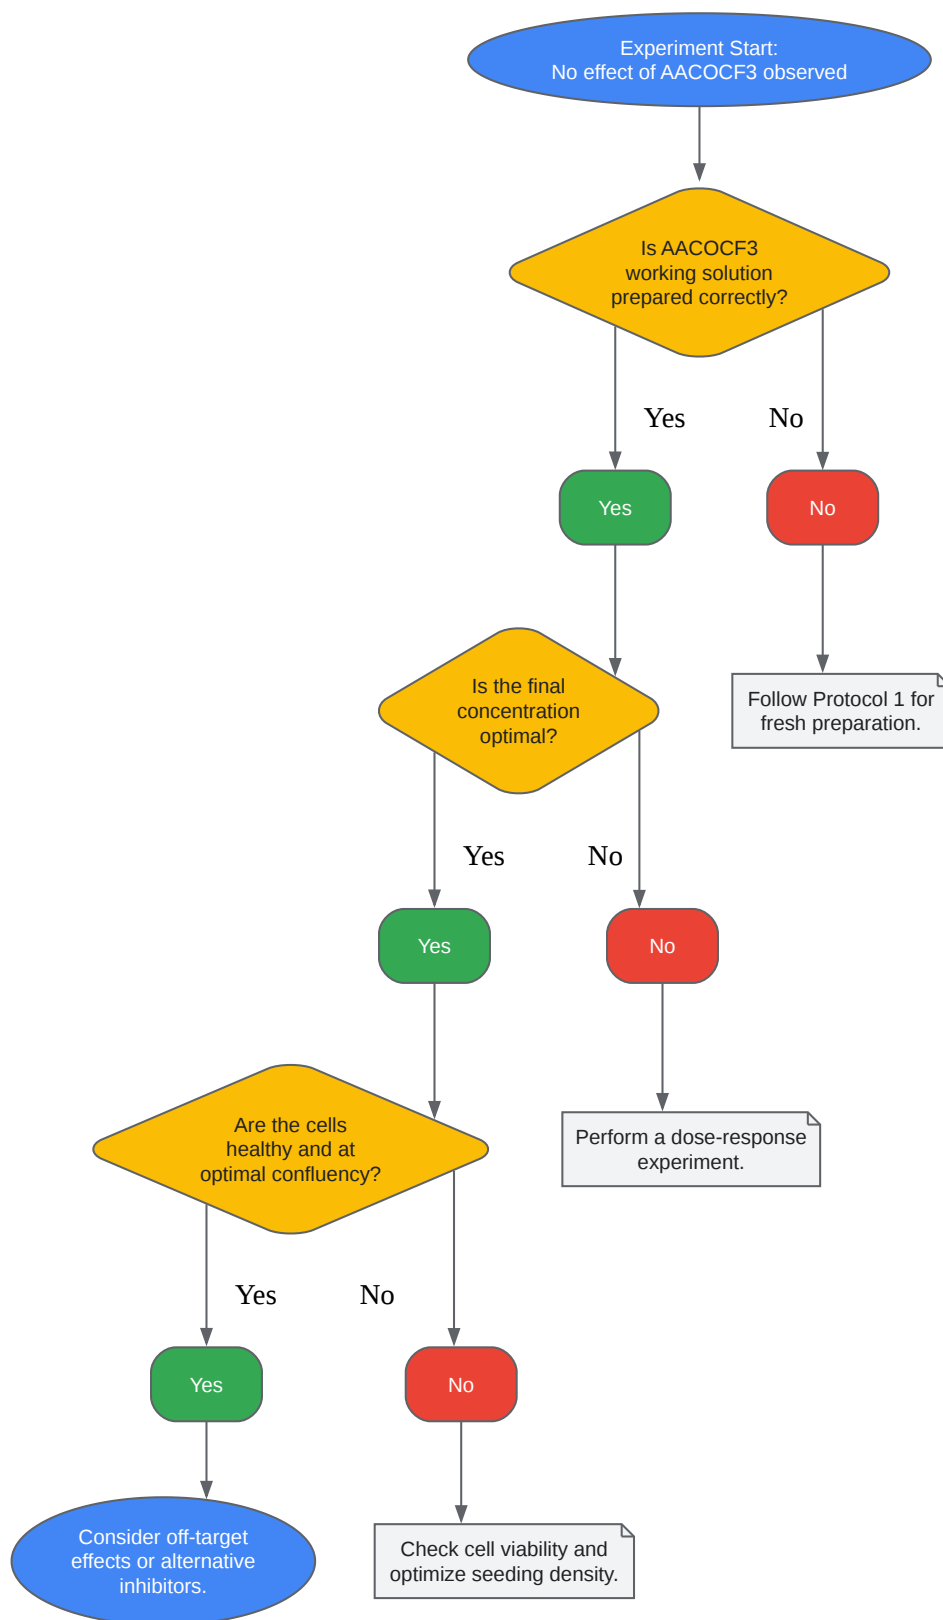 Experiment Start:
No effect of AACOCF3 observed
Is AACOCF3
working solution
prepared correctly?
Yes
No
Yes
No
Is the final
concentration
optimal?
Follow Protocol 1 for
fresh preparation.
Yes
No
Yes
No
Are the cells
healthy and at
optimal confluency?
Perform a dose-response
experiment.
Yes
No
Yes
No
Consider off-target
effects or alternative
inhibitors.
Check cell viability and
optimize seeding density.